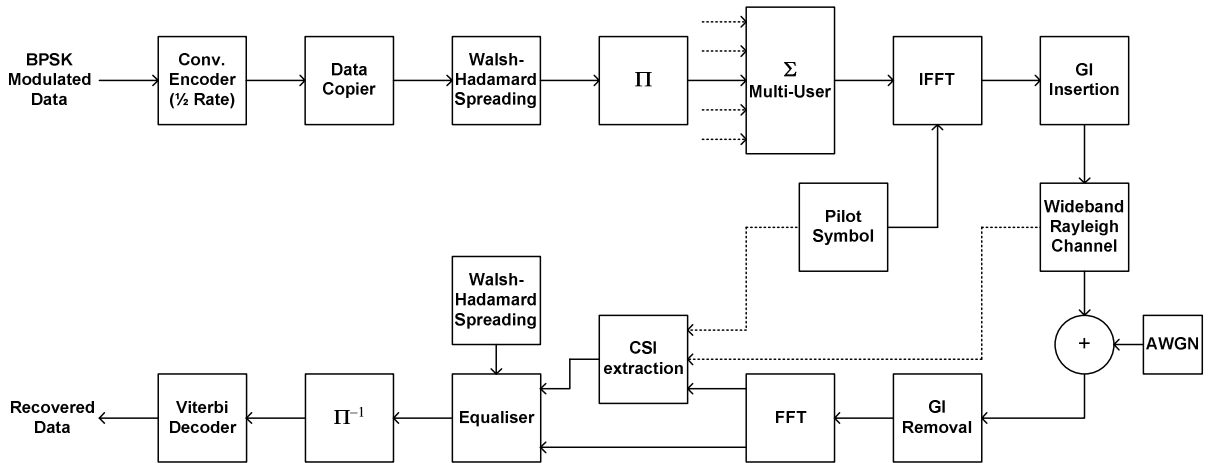 BPSK
Modulated
Data
Conv.
Encoder
(½ Rate)
Data
Copier
Walsh-
Hadamard
Spreading
Π
Σ
Multi-User
IFFT
GI
Insertion
Pilot
Symbol
Wideband
Rayleigh
Channel
Walsh-
Hadamard
Spreading
CSI
extraction
+
AWGN
Recovered
Data
Viterbi
Decoder
Π⁻¹
Equaliser
FFT
GI
Removal